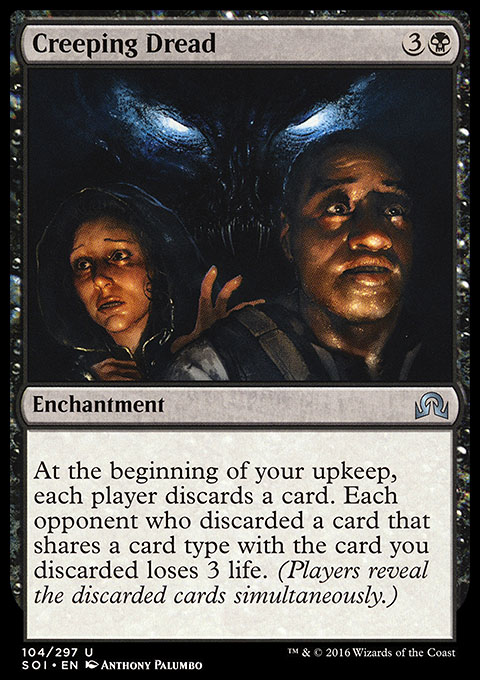 Creeping Dread 3
Enchantment
At the beginning of your upkeep,
each player discards a card. Each
opponent who discarded a card that
shares a card type with the card you
discarded loses 3 life. (Players reveal
the discarded cards simultaneously.)
104/297 U
SOI • EN Anthony Palumbo
™ & © 2016 Wizards of the Coast